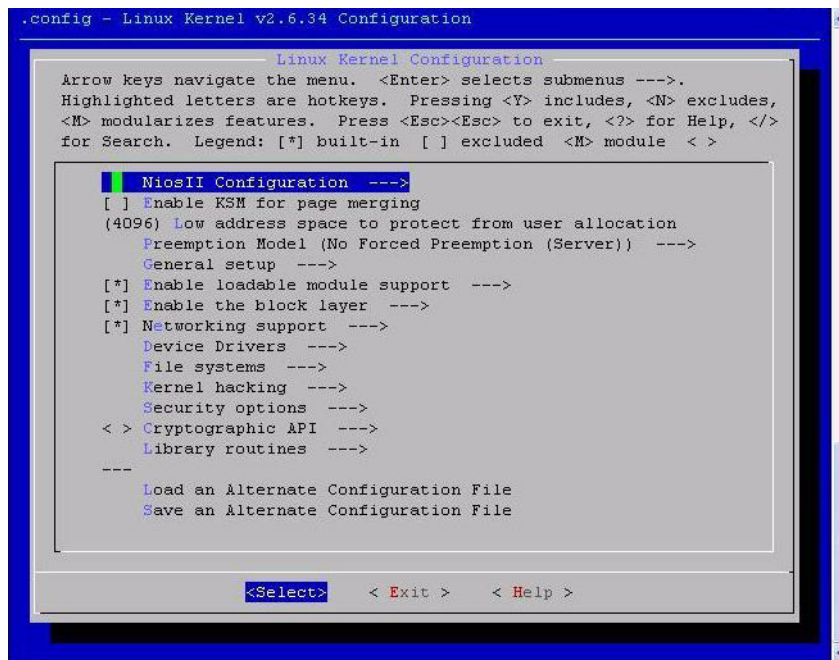 .config - Linux Kernel v2.6.34 Configuration
Linux Kernel Configuration
Arrow keys navigate the menu.  <Enter> selects submenus --->.
Highlighted letters are hotkeys.  Pressing <Y> includes, <N> excludes,
<M> modularizes features.  Press <Esc><Esc> to exit, <?> for Help, </>
for Search.  Legend: [*] built-in  [ ] excluded  <M> module  < >
NiosII Configuration  --->
[ ] Enable KSM for page merging
(4096) Low address space to protect from user allocation
Preemption Model (No Forced Preemption (Server))  --->
General setup  --->
[*] Enable loadable module support  --->
[*] Enable the block layer  --->
[*] Networking support  --->
Device Drivers  --->
File systems  --->
Kernel hacking  --->
Security options  --->
< > Cryptographic API  --->
Library routines  --->
---
Load an Alternate Configuration File
Save an Alternate Configuration File
<Select>    < Exit >    < Help >